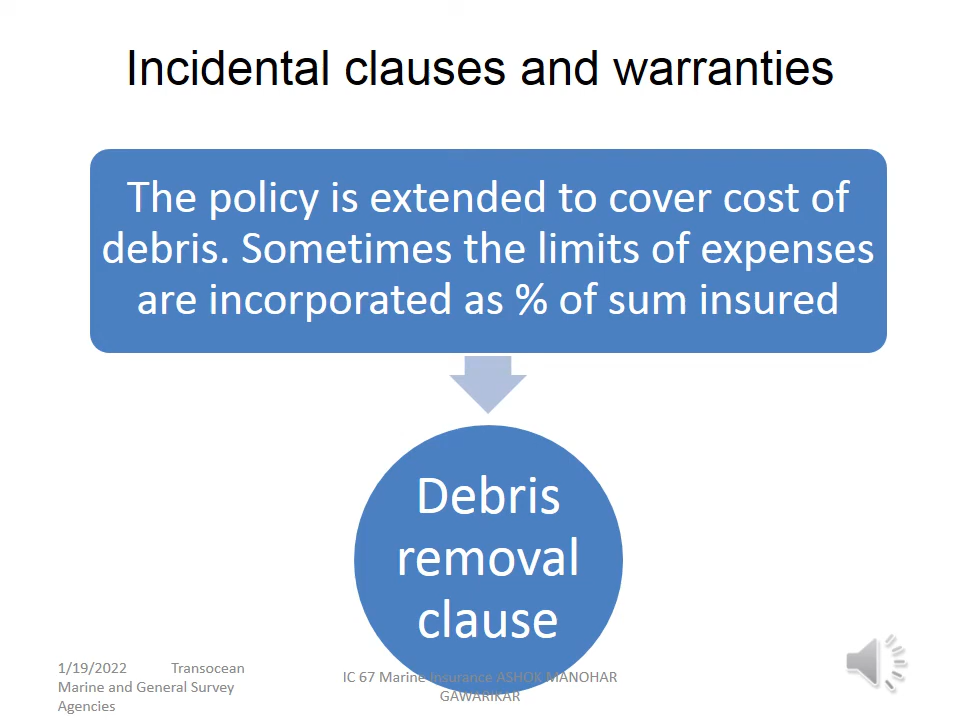 Incidental clauses and warranties
The policy is extended to cover cost of
debris. Sometimes the limits of expenses
are incorporated as % of sum insured
Debris
removal
clause
1/19/2022 Transocean
Marine and General Survey
Agencies
IC 67 Marine Insurance ASHOK MANOHAR
GAWARIKAR